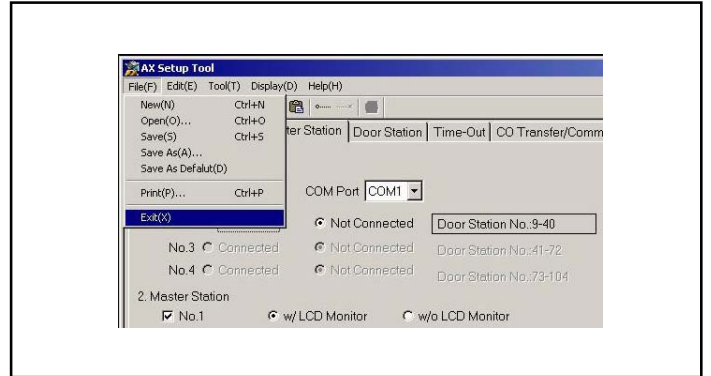 AX Setup Tool
File(F) Edit(E) Tool(T) Display(D) Help(H)
New(N) Ctrl+N
Open(O)... Ctrl+O
Save(S) Ctrl+S
Save As(A)...
Save As Defalut(D)
Print(P)... Ctrl+P
Exit(X)
ter Station Door Station Time-Out CO Transfer/Comm
COM Port COM1
Not Connected Door Station No.:9-40
No.3 Connected Not Connected Door Station No.:41-72
No.4 Connected Not Connected Door Station No.:73-104
2. Master Station
No.1 w/ LCD Monitor w/o LCD Monitor